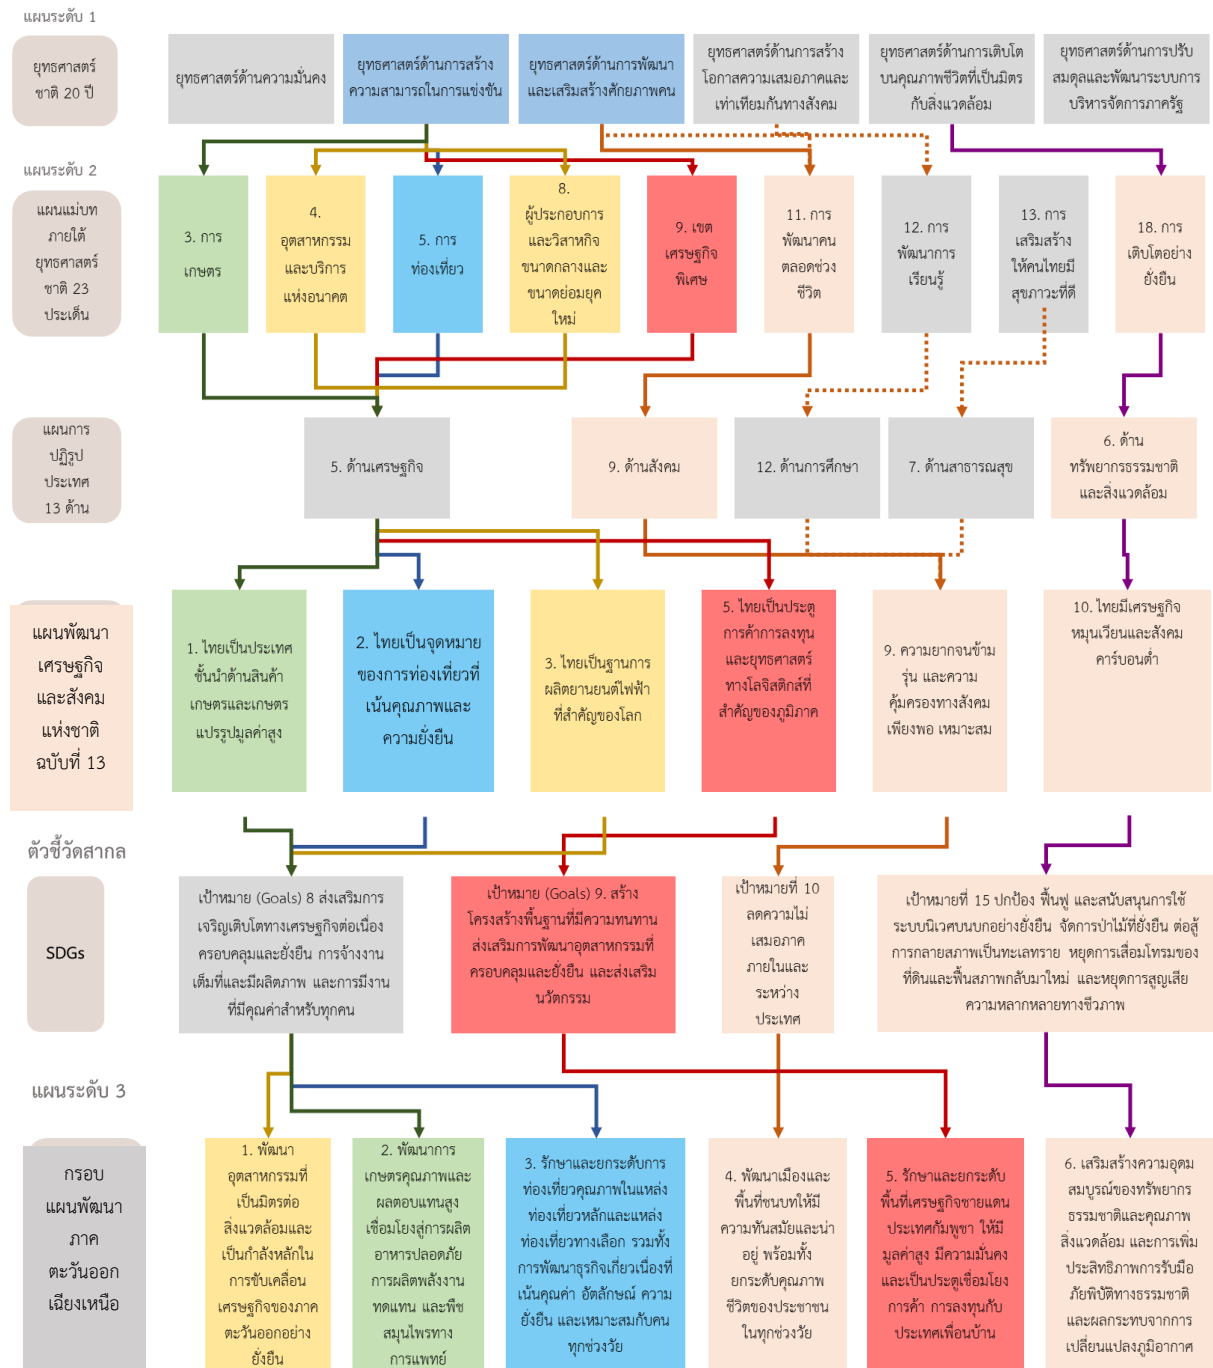 แผนระดับ 1
ยุทธศาสตร์
ชาติ 20 ปี
ยุทธศาสตร์ด้านความมั่นคง
ยุทธศาสตร์ด้านการสร้าง
ความสามารถในการแข่งขัน
ยุทธศาสตร์ด้านการพัฒนา
และเสริมสร้างศักยภาพคน
ยุทธศาสตร์ด้านการสร้าง
โอกาสความเสมอภาคและ
เท่าเทียมกันทางสังคม
ยุทธศาสตร์ด้านการเติบโต
บนคุณภาพชีวิตที่เป็นมิตร
กับสิ่งแวดล้อม
ยุทธศาสตร์ด้านการปรับ
สมดุลและพัฒนาระบบการ
บริหารจัดการภาครัฐ
แผนระดับ 2
แผนแม่บท
ภายใต้
ยุทธศาสตร์
ชาติ 23
ประเด็น
3. การ
เกษตร
4.
อุตสาหกรรม
และบริการ
แห่งอนาคต
5. การ
ท่องเที่ยว
8.
ผู้ประกอบการ
และวิสาหกิจ
ขนาดกลางและ
ขนาดย่อมยุค
ใหม่
9. เขต
เศรษฐกิจ
พิเศษ
11. การ
พัฒนาคน
ตลอดช่วง
ชีวิต
12. การ
พัฒนาการ
เรียนรู้
13. การ
เสริมสร้าง
ให้คนไทยมี
สุขภาวะที่ดี
18. การ
เติบโตอย่าง
ยั่งยืน
แผนการ
ปฏิรูป
ประเทศ
13 ด้าน
5. ด้านเศรษฐกิจ
9. ด้านสังคม
12. ด้านการศึกษา
7. ด้านสาธารณสุข
6. ด้าน
ทรัพยากรธรรมชาติ
และสิ่งแวดล้อม
แผนพัฒนา
เศรษฐกิจ
และสังคม
แห่งชาติ
ฉบับที่ 13
1. ไทยเป็นประเทศ
ชั้นนำด้านสินค้า
เกษตรและเกษตร
แปรรูปมูลค่าสูง
2. ไทยเป็นจุดหมาย
ของการท่องเที่ยวที่
เน้นคุณภาพและ
ความยั่งยืน
3. ไทยเป็นฐานการ
ผลิตยานยนต์ไฟฟ้า
ที่สำคัญของโลก
5. ไทยเป็นประตู
การค้าการลงทุน
และยุทธศาสตร์
ทางโลจิสติกส์ที่
สำคัญของภูมิภาค
9. ความยากจนข้าม
รุ่น และความ
คุ้มครองทางสังคม
เพียงพอ เหมาะสม
10. ไทยมีเศรษฐกิจ
หมุนเวียนและสังคม
คาร์บอนต่ำ
ตัวชี้วัดสากล
SDGs
เป้าหมาย (Goals) 8 ส่งเสริมการ
เจริญเติบโตทางเศรษฐกิจต่อเนื่อง
ครอบคลุมและยั่งยืน การจ้างงาน
เต็มที่และมีผลิตภาพ และการมีงาน
ที่มีคุณค่าสำหรับทุกคน
เป้าหมาย (Goals) 9. สร้าง
โครงสร้างพื้นฐานที่มีความทนทาน
ส่งเสริมการพัฒนาอุตสาหกรรมที่
ครอบคลุมและยั่งยืน และส่งเสริม
นวัตกรรม
เป้าหมายที่ 10
ลดความไม่
เสมอภาค
ภายในและ
ระหว่าง
ประเทศ
เป้าหมายที่ 15 ปกป้อง ฟื้นฟู และสนับสนุนการใช้
ระบบนิเวศบนบกอย่างยั่งยืน จัดการป่าไม้ที่ยั่งยืน ต่อสู้
การกลายสภาพเป็นทะเลทราย หยุดการเสื่อมโทรมของ
ที่ดินและฟื้นสภาพกลับมาใหม่ และหยุดการสูญเสีย
ความหลากหลายทางชีวภาพ
แผนระดับ 3
กรอบ
แผนพัฒนา
ภาค
ตะวันออก
เฉียงเหนือ
1. พัฒนา
อุตสาหกรรมที่
เป็นมิตรต่อ
สิ่งแวดล้อมและ
เป็นกำลังหลักใน
การขับเคลื่อน
เศรษฐกิจของภาค
ตะวันออกอย่าง
ยั่งยืน
2. พัฒนาการ
เกษตรคุณภาพและ
ผลตอบแทนสูง
เชื่อมโยงสู่การผลิต
อาหารปลอดภัย
การผลิตพลังงาน
ทดแทน และพืช
สมุนไพรทาง
การแพทย์
3. รักษาและยกระดับการ
ท่องเที่ยวคุณภาพในแหล่ง
ท่องเที่ยวหลักและแหล่ง
ท่องเที่ยวทางเลือก รวมทั้ง
การพัฒนาธุรกิจเกี่ยวเนื่องที่
เน้นคุณค่า อัตลักษณ์ ความ
ยั่งยืน และเหมาะสมกับคน
ทุกช่วงวัย
4. พัฒนาเมืองและ
พื้นที่ชนบทให้มี
ความทันสมัยและน่า
อยู่ พร้อมทั้ง
ยกระดับคุณภาพ
ชีวิตของประชาชน
ในทุกช่วงวัย
5. รักษาและยกระดับ
พื้นที่เศรษฐกิจชายแดน
ประเทศกัมพูชา ให้มี
มูลค่าสูง มีความมั่นคง
และเป็นประตูเชื่อมโยง
การค้า การลงทุนกับ
ประเทศเพื่อนบ้าน
6. เสริมสร้างความอุดม
สมบูรณ์ของทรัพยากร
ธรรมชาติและคุณภาพ
สิ่งแวดล้อม และการเพิ่ม
ประสิทธิภาพการรับมือ
ภัยพิบัติทางธรรมชาติ
และผลกระทบจากการ
เปลี่ยนแปลงภูมิอากาศ